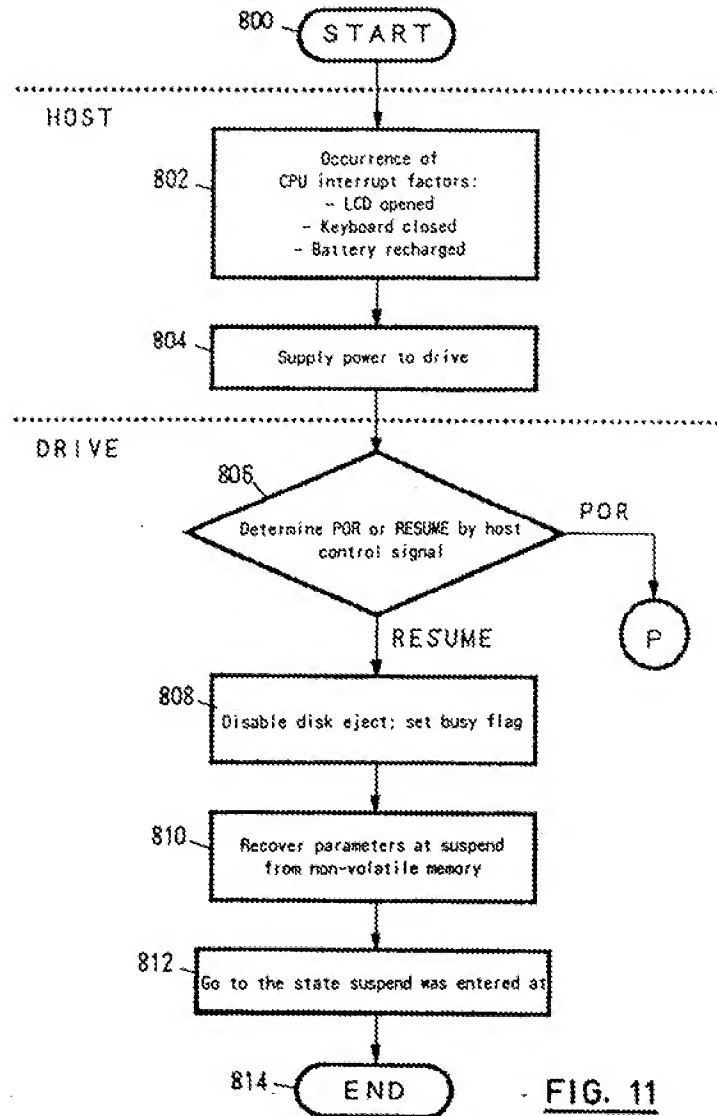 800
START
HOST
802
Occurrence of
CPU interrupt factors:
- LCD opened
- Keyboard closed
- Battery recharged
804
Supply power to drive
DRIVE
806
Determine POR or RESUME by host
control signal
POR
P
RESUME
808
Disable disk eject; set busy flag
810
Recover parameters at suspend
from non-volatile memory
812
Go to the state suspend was entered at
814
END
FIG. 11